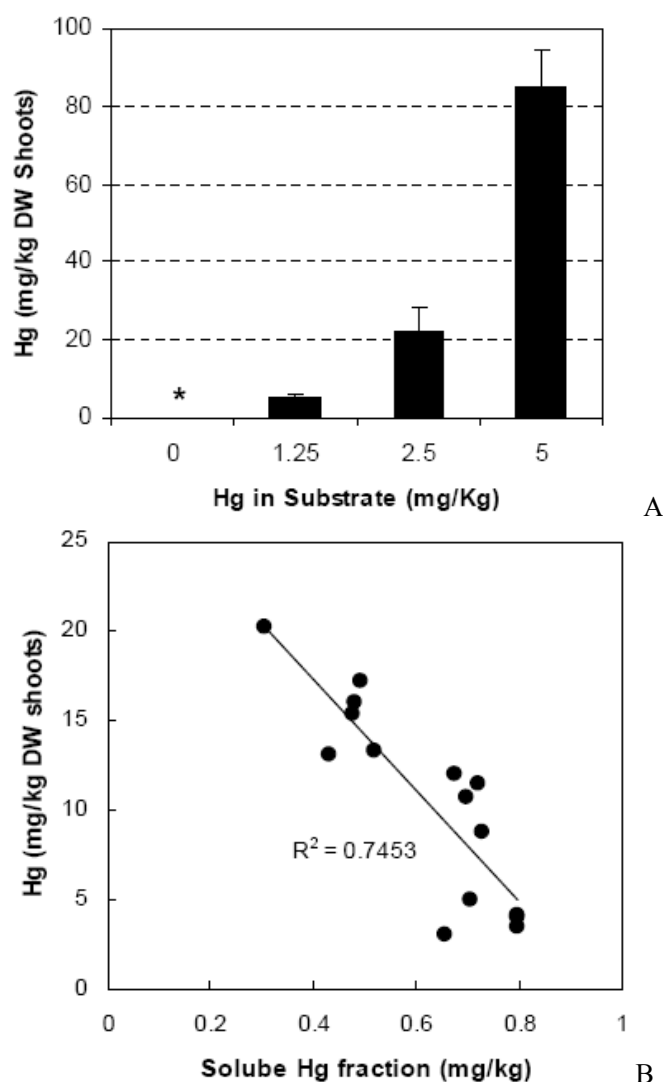 100
80
60
40
20
0
Hg (mg/kg DW Shoots)
*
0 1.25 2.5 5
Hg in Substrate (mg/Kg)
A
25
20
15
10
5
0
Hg (mg/kg DW shoots)
R² = 0.7453
0 0.2 0.4 0.6 0.8 1
Solube Hg fraction (mg/kg)
B